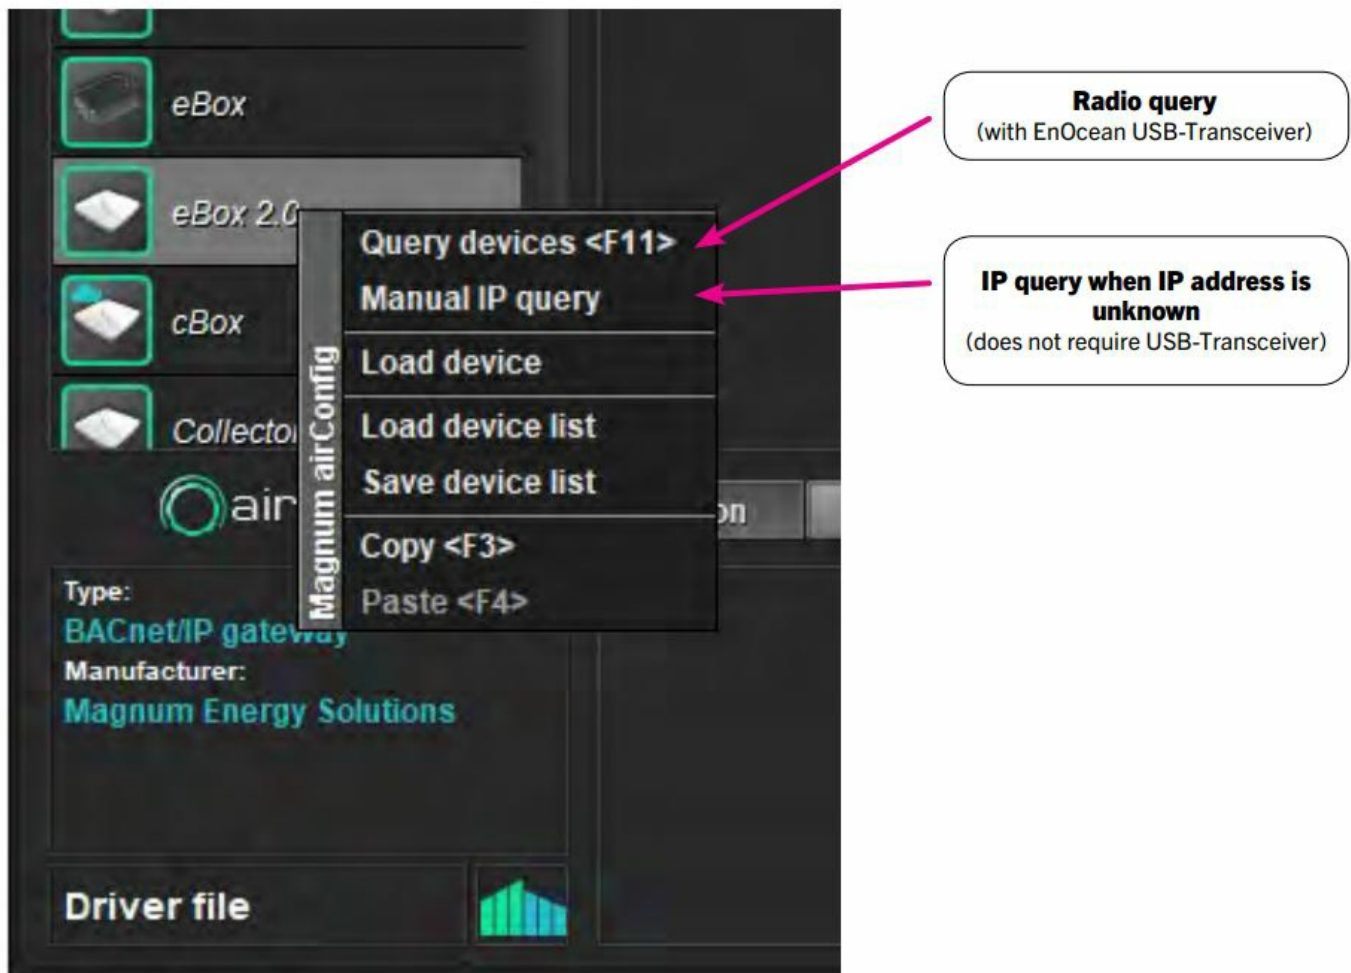 eBox
eBox 2.0
cBox
Collector
air
Magnum airConfig
Query devices <F11>
Manual IP query
Load device
Load device list
Save device list
Copy <F3>
Paste <F4>
on
Type:
BACnet/IP gateway
Manufacturer:
Magnum Energy Solutions
Driver file
Radio query
(with EnOcean USB-Transceiver)
IP query when IP address is
unknown
(does not require USB-Transceiver)